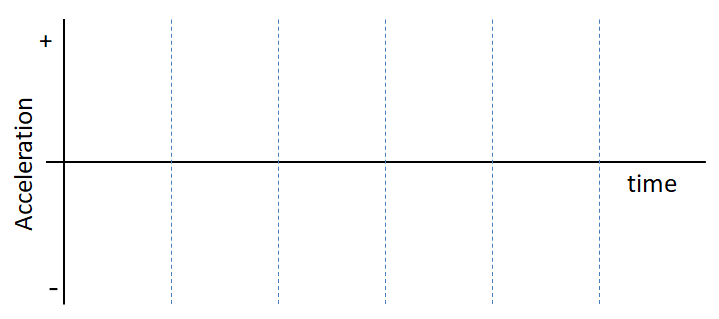 +
Acceleration
time
-